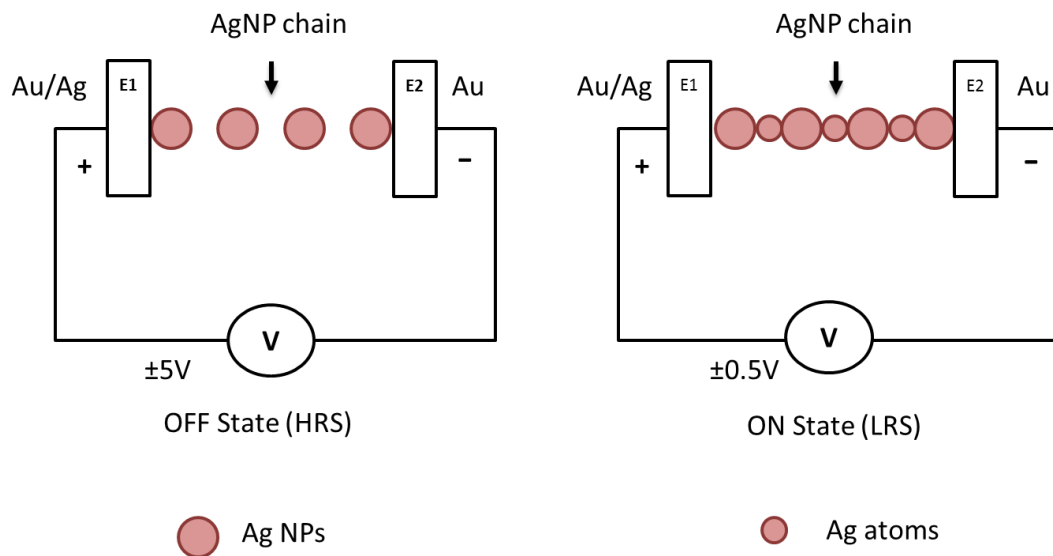 AgNP chain
Au/Ag
E1
E2
Au
+
−
V
±5V
OFF State (HRS)
Ag NPs
AgNP chain
Au/Ag
E1
E2
Au
+
−
V
±0.5V
ON State (LRS)
Ag atoms